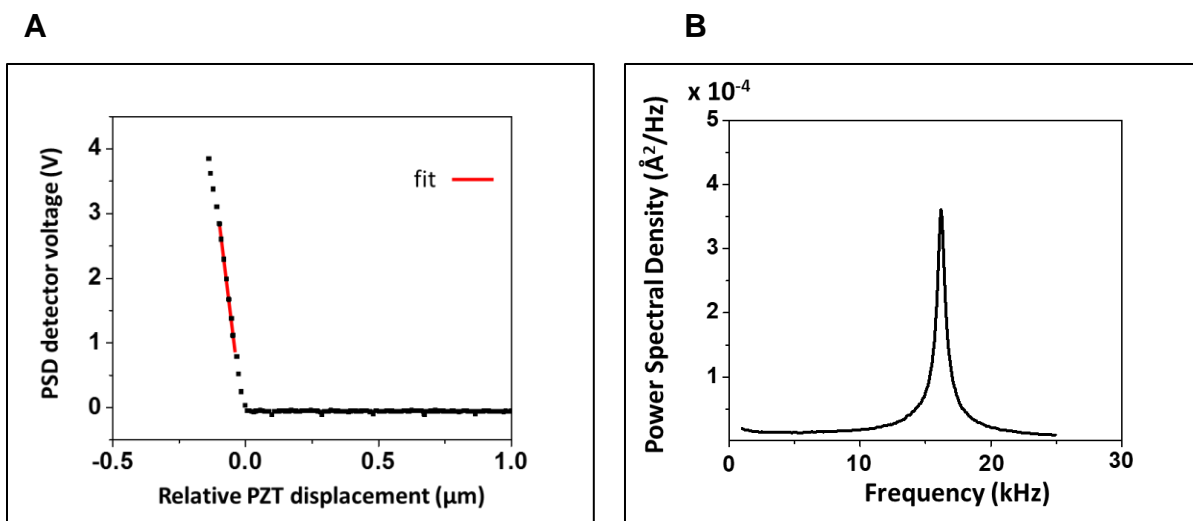 A
PSD detector voltage (V)
4
3
2
1
0
-0.5
0.0
0.5
1.0
fit
Relative PZT displacement (μm)
B
x 10⁻⁴
Power Spectral Density (Å²/Hz)
5
4
3
2
1
0
10
20
30
Frequency (kHz)